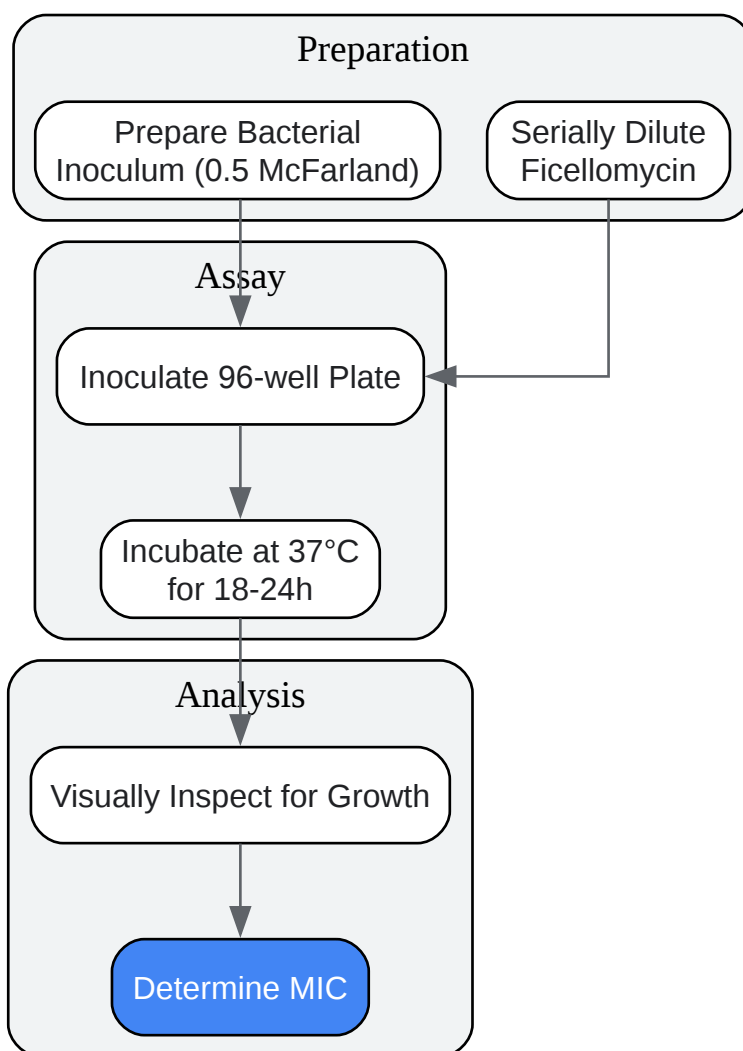 Preparation
Prepare Bacterial
Inoculum (0.5 McFarland)
Serially Dilute
Ficellomycin
Assay
Inoculate 96-well Plate
Incubate at 37°C
for 18-24h
Analysis
Visually Inspect for Growth
Determine MIC